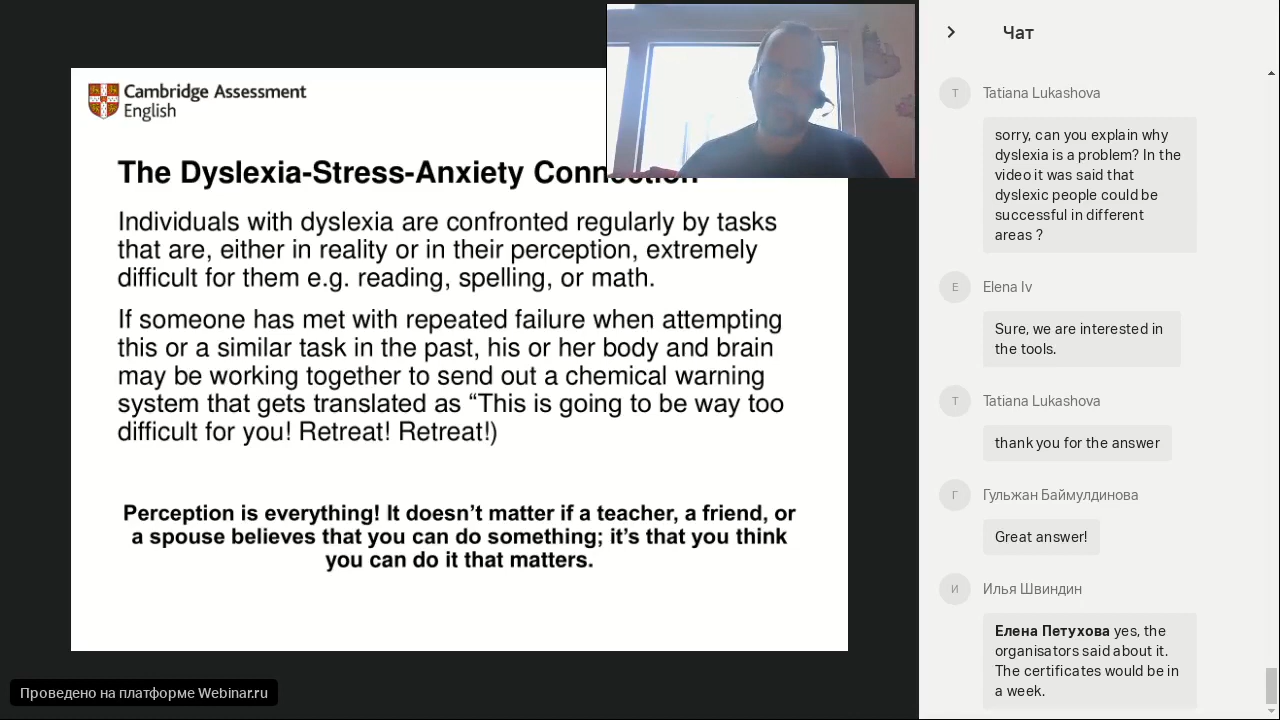 Cambridge Assessment
English
The Dyslexia-Stress-Anxiety Connection
Individuals with dyslexia are confronted regularly by tasks
that are, either in reality or in their perception, extremely
difficult for them e.g. reading, spelling, or math.
If someone has met with repeated failure when attempting
this or a similar task in the past, his or her body and brain
may be working together to send out a chemical warning
system that gets translated as “This is going to be way too
difficult for you! Retreat! Retreat!)
Perception is everything! It doesn’t matter if a teacher, a friend, or
a spouse believes that you can do something; it’s that you think
you can do it that matters.
Проведено на платформе Webinar.ru
Чат
T
Tatiana Lukashova
sorry, can you explain why
dyslexia is a problem? In the
video it was said that
dyslexic people could be
successful in different
areas ?
E
Elena Iv
Sure, we are interested in
the tools.
T
Tatiana Lukashova
thank you for the answer
Г
Гульжан Баймулдинова
Great answer!
И
Илья Швиндин
Елена Петухова yes, the
organisators said about it.
The certificates would be in
a week.